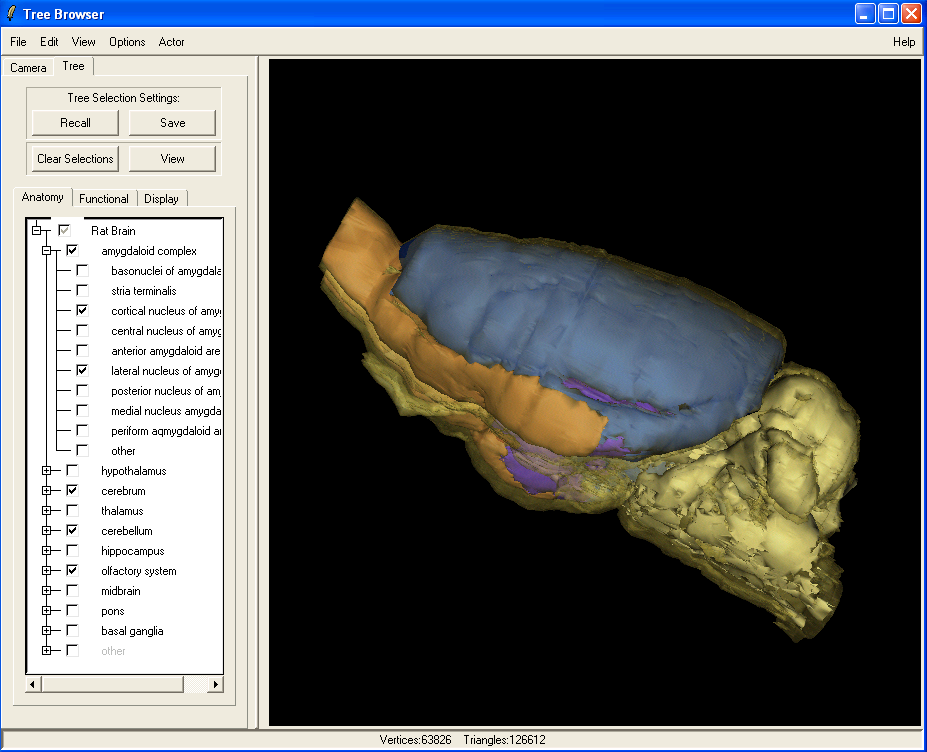 Tree Browser
File Edit View Options Actor Help
Camera Tree
Tree Selection Settings:
Recall Save
Clear Selections View
Anatomy Functional Display
Rat Brain
amygdaloid complex
basonuclei of amygdala
stria terminalis
cortical nucleus of amy
central nucleus of amyg
anterior amygdaloid are
lateral nucleus of amyg
posterior nucleus of am
medial nucleus amygda
periform aqmygdaloid a
other
hypothalamus
cerebrum
thalamus
cerebellum
hippocampus
olfactory system
midbrain
pons
basal ganglia
other
Vertices:63826 Triangles:126612